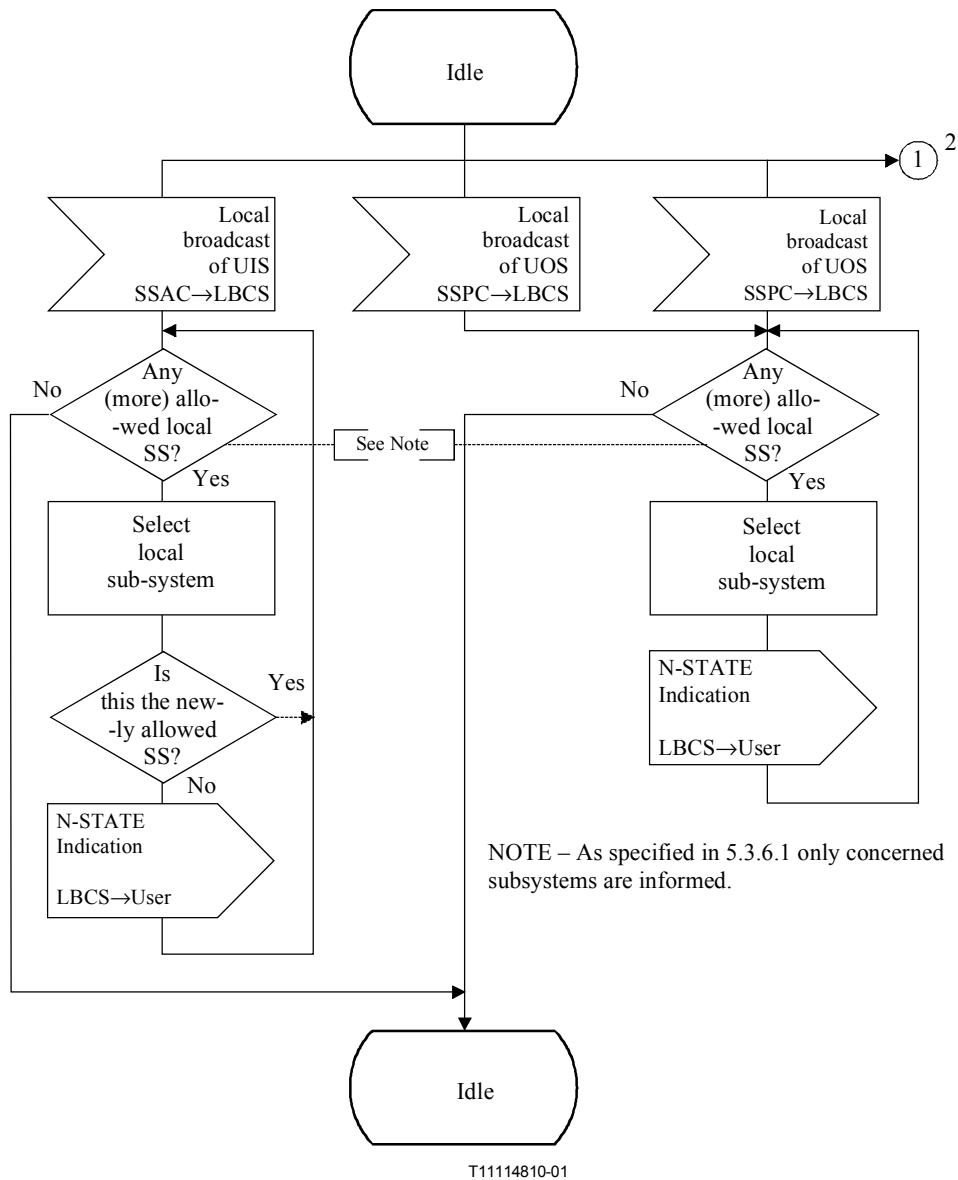 Idle
1
2
Local
broadcast
of UIS
SSAC→LBCS
Local
broadcast
of UOS
SSPC→LBCS
Local
broadcast
of UOS
SSPC→LBCS
No
Any
(more) allo-
-wed local
SS?
Yes
See Note
No
Any
(more) allo-
-wed local
SS?
Yes
Select
local
sub-system
Select
local
sub-system
Is
this the new-
-ly allowed
SS?
Yes
No
N-STATE
Indication
LBCS→User
N-STATE
Indication
LBCS→User
NOTE – As specified in 5.3.6.1 only concerned
subsystems are informed.
Idle
T11114810-01